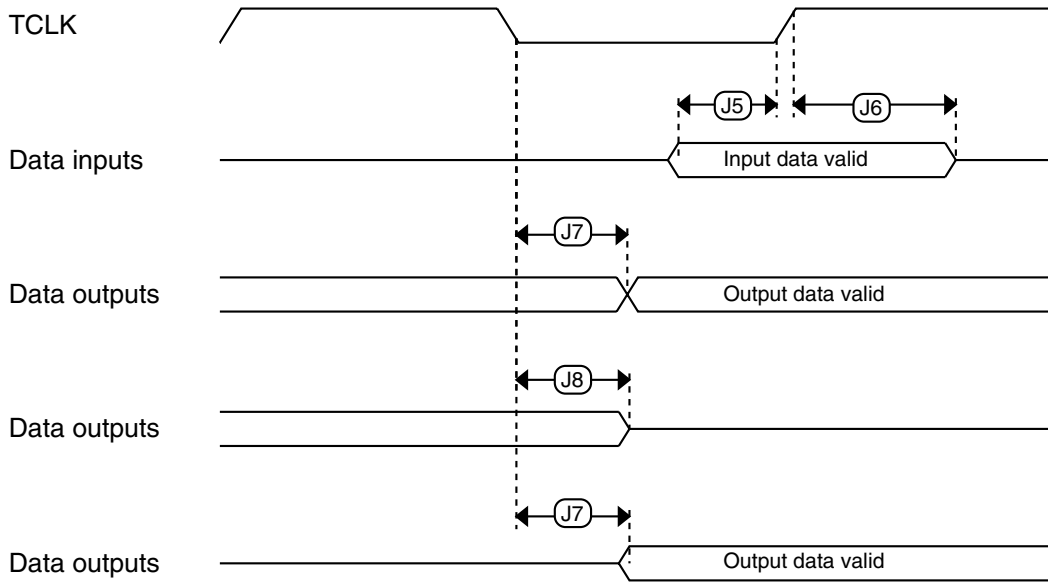 TCLK
J5
J6
Data inputs
Input data valid
J7
Data outputs
Output data valid
J8
Data outputs
J7
Data outputs
Output data valid